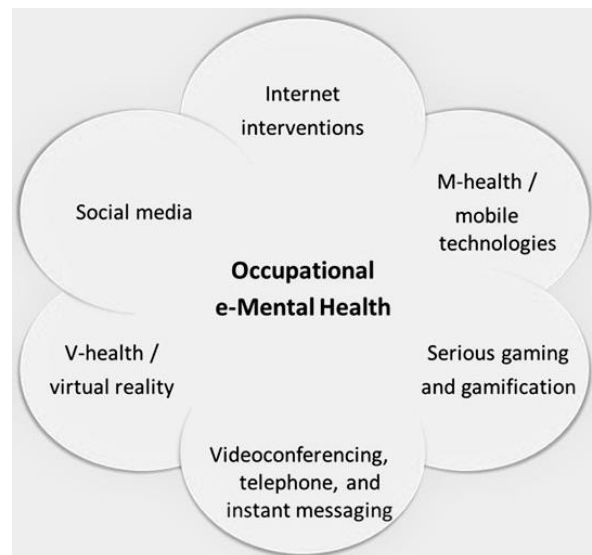 Internet
interventions
M-health /
mobile
technologies
Social media
Occupational
e-Mental Health
V-health /
virtual reality
Serious gaming
and gamification
Videoconferencing,
telephone, and
instant messaging